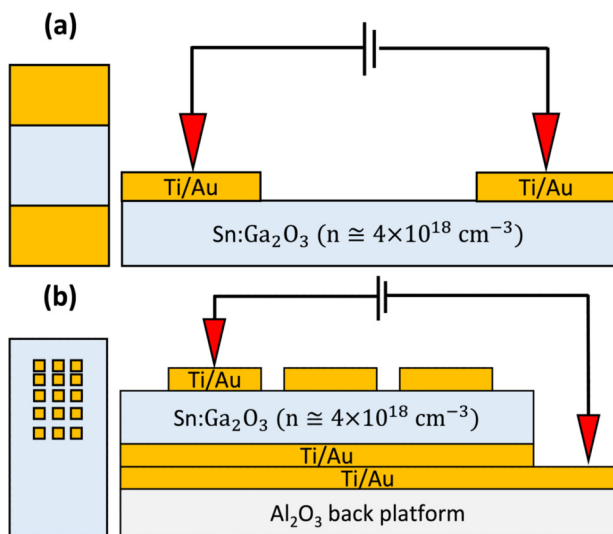 (a)
Ti/Au Ti/Au
Sn:Ga₂O₃ (n ≅ 4×10¹⁸ cm⁻³)
(b)
Ti/Au
Sn:Ga₂O₃ (n ≅ 4×10¹⁸ cm⁻³)
Ti/Au
Ti/Au
Al₂O₃ back platform